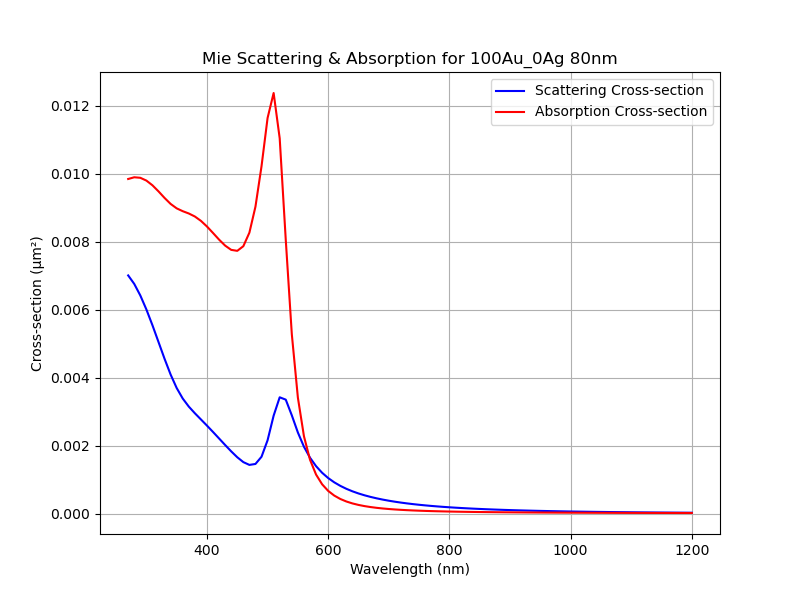 Mie Scattering & Absorption for 100Au_0Ag 80nm
Scattering Cross-section
Absorption Cross-section
Cross-section (μm²)
0.012
0.010
0.008
0.006
0.004
0.002
0.000
400 600 800 1000 1200
Wavelength (nm)